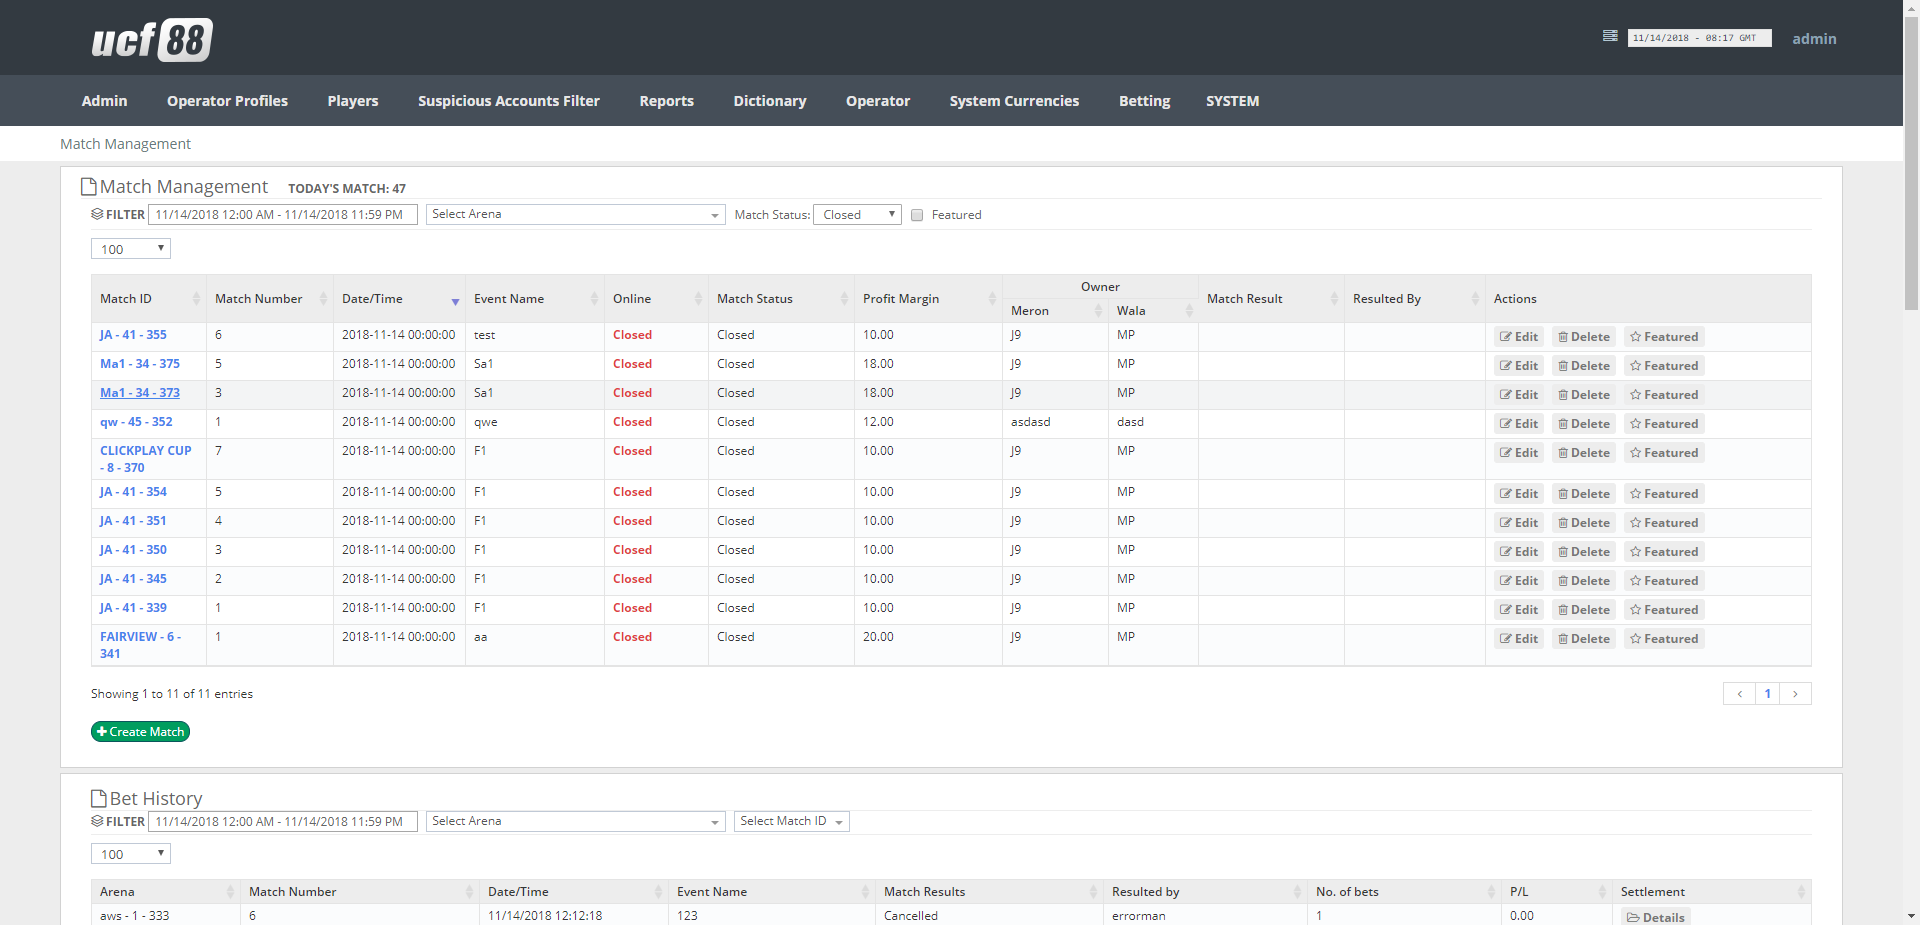 ucf 88
11/14/2018 - 08:17 GMT
admin
Admin Operator Profiles Players Suspicious Accounts Filter Reports Dictionary Operator System Currencies Betting SYSTEM
Match Management
Match Management TODAY'S MATCH: 47
FILTER 11/14/2018 12:00 AM - 11/14/2018 11:59 PM Select Arena Match Status: Closed Featured
100
Owner
Match ID Match Number Date/Time Event Name Online Match Status Profit Margin Match Result Resulted By Actions
Meron Wala
JA - 41 - 355 6 2018-11-14 00:00:00 test Closed Closed 10.00 J9 MP Edit Delete Featured
Ma1 - 34 - 375 5 2018-11-14 00:00:00 Sa1 Closed Closed 18.00 J9 MP Edit Delete Featured
Ma1 - 34 - 373 3 2018-11-14 00:00:00 Sa1 Closed Closed 18.00 J9 MP Edit Delete Featured
qw - 45 - 352 1 2018-11-14 00:00:00 qwe Closed Closed 12.00 asdasd dasd Edit Delete Featured
CLICKPLAY CUP 7 2018-11-14 00:00:00 F1 Closed Closed 10.00 J9 MP Edit Delete Featured
- 8 - 370
JA - 41 - 354 5 2018-11-14 00:00:00 F1 Closed Closed 10.00 J9 MP Edit Delete Featured
JA - 41 - 351 4 2018-11-14 00:00:00 F1 Closed Closed 10.00 J9 MP Edit Delete Featured
JA - 41 - 350 3 2018-11-14 00:00:00 F1 Closed Closed 10.00 J9 MP Edit Delete Featured
JA - 41 - 345 2 2018-11-14 00:00:00 F1 Closed Closed 10.00 J9 MP Edit Delete Featured
JA - 41 - 339 1 2018-11-14 00:00:00 F1 Closed Closed 10.00 J9 MP Edit Delete Featured
FAIRVIEW - 6 - 1 2018-11-14 00:00:00 aa Closed Closed 20.00 J9 MP Edit Delete Featured
341
Showing 1 to 11 of 11 entries
‹ 1 ›
Create Match
Bet History
FILTER 11/14/2018 12:00 AM - 11/14/2018 11:59 PM Select Arena Select Match ID
100
Arena Match Number Date/Time Event Name Match Results Resulted by No. of bets P/L Settlement
aws - 1 - 333 6 11/14/2018 12:12:18 123 Cancelled errorman 1 0.00 Details